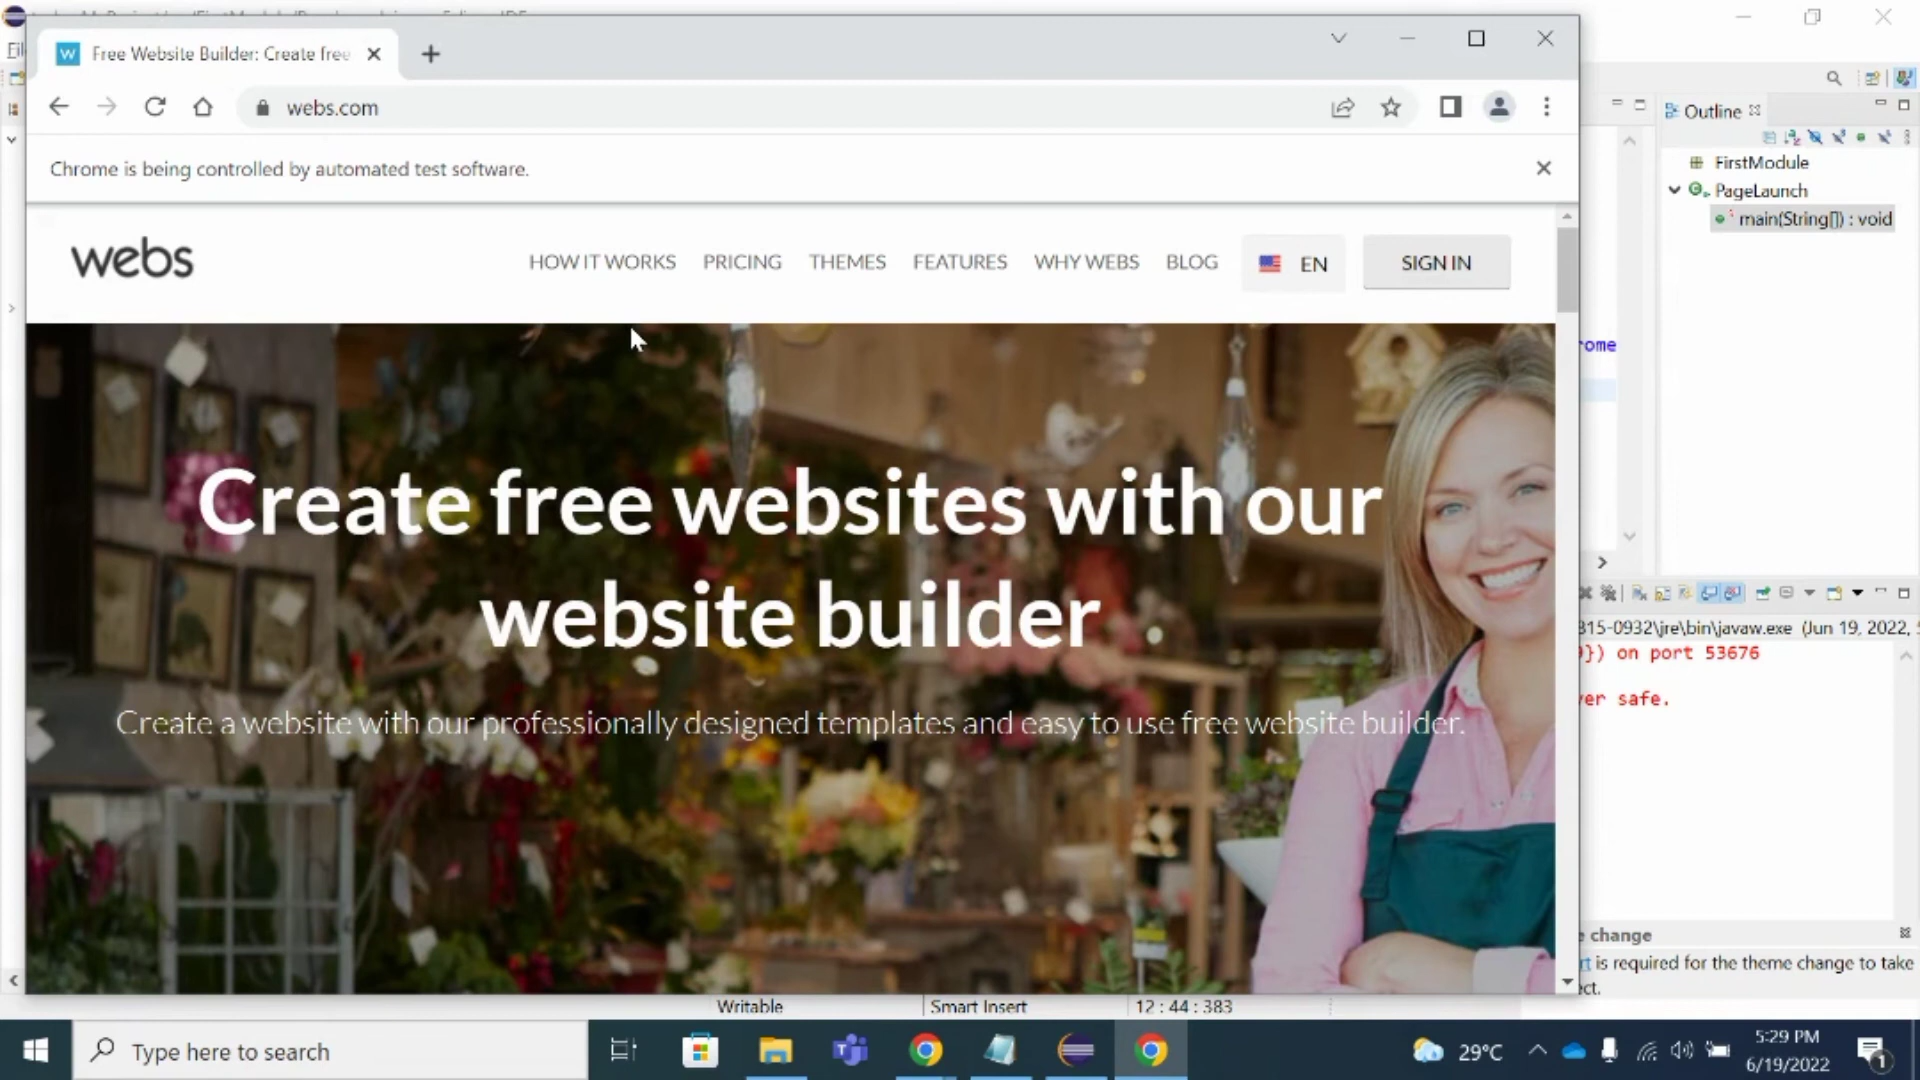 Free Website Builder: Create free
webs.com
Chrome is being controlled by automated test software.
webs
HOW IT WORKS PRICING THEMES FEATURES WHY WEBS BLOG EN SIGN IN
Create free websites with our
website builder
Create a website with our professionally designed templates and easy to use free website builder.
Outline
FirstModule
PageLaunch
main(String[]) : void
ome
315-0932\jre\bin\javaw.exe (Jun 19, 2022,
}) on port 53676
er safe.
change
is required for the theme change to take
ct.
Writable Smart Insert 12 : 44 : 383
Type here to search
29°C
5:29 PM
6/19/2022
1